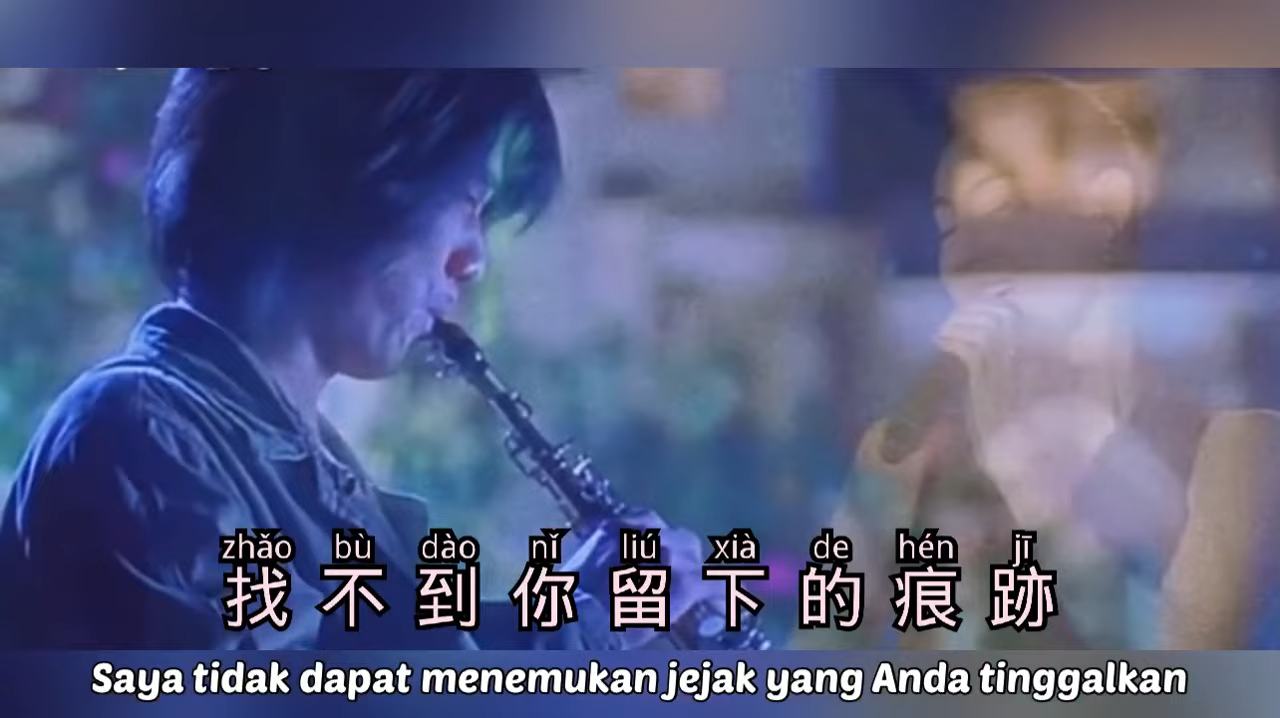 zhǎo bù dào nǐ liú xià de hén jī
找不到你留下的痕跡
Saya tidak dapat menemukan jejak yang Anda tinggalkan